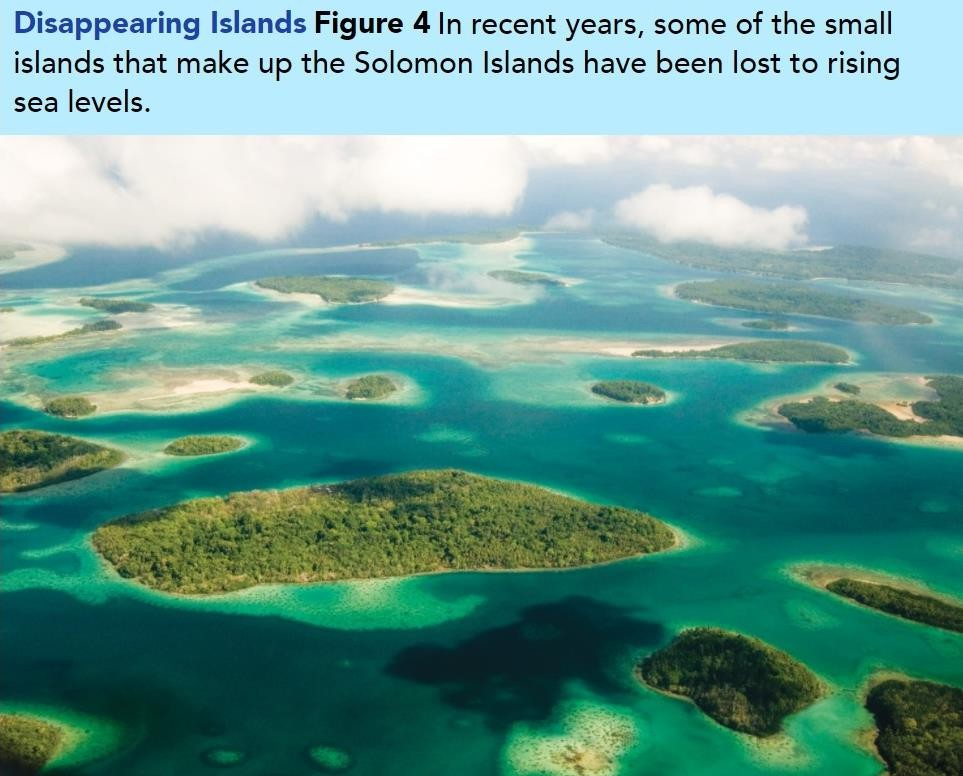 Disappearing Islands Figure 4 In recent years, some of the small
islands that make up the Solomon Islands have been lost to rising
sea levels.